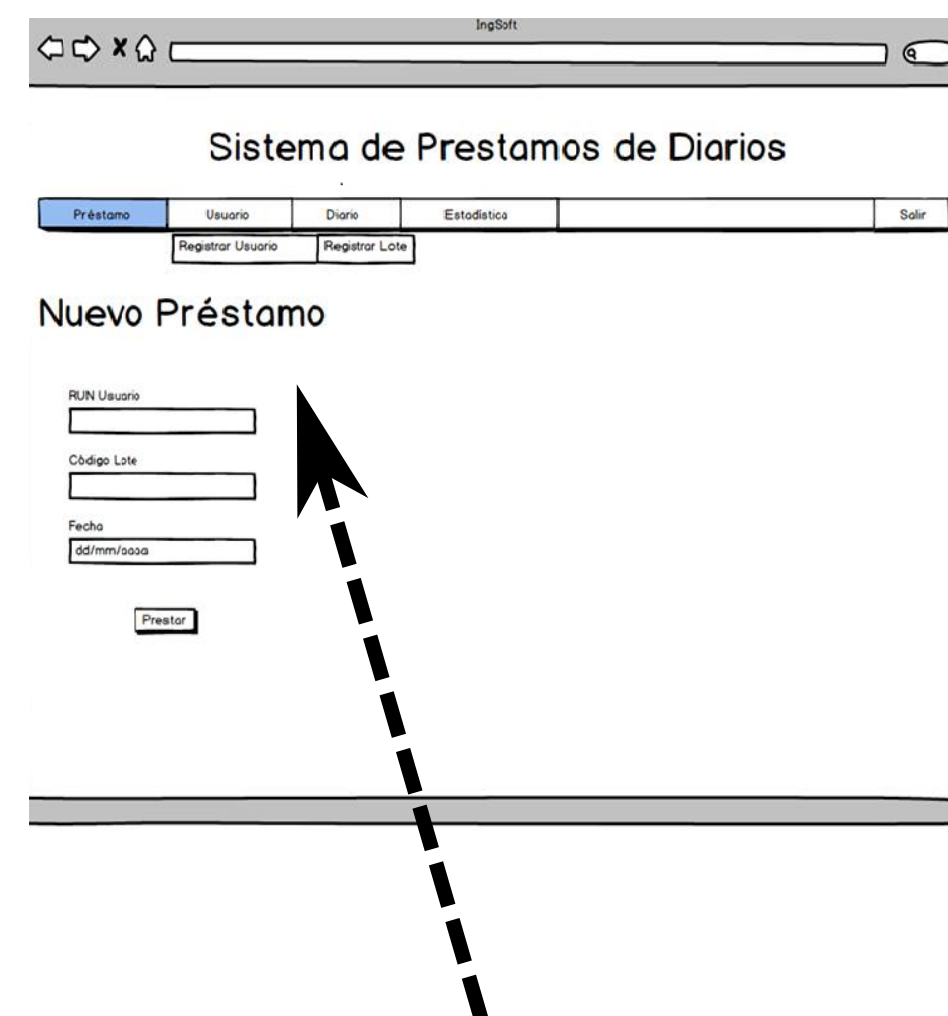 IngSoft
Sistema de Prestamos de Diarios
Préstamo Usuario Diario Estadística Salir
Registrar Usuario Registrar Lote
Nuevo Préstamo
RUN Usuario
Código Lote
Fecha
dd/mm/aaaa
Prestar